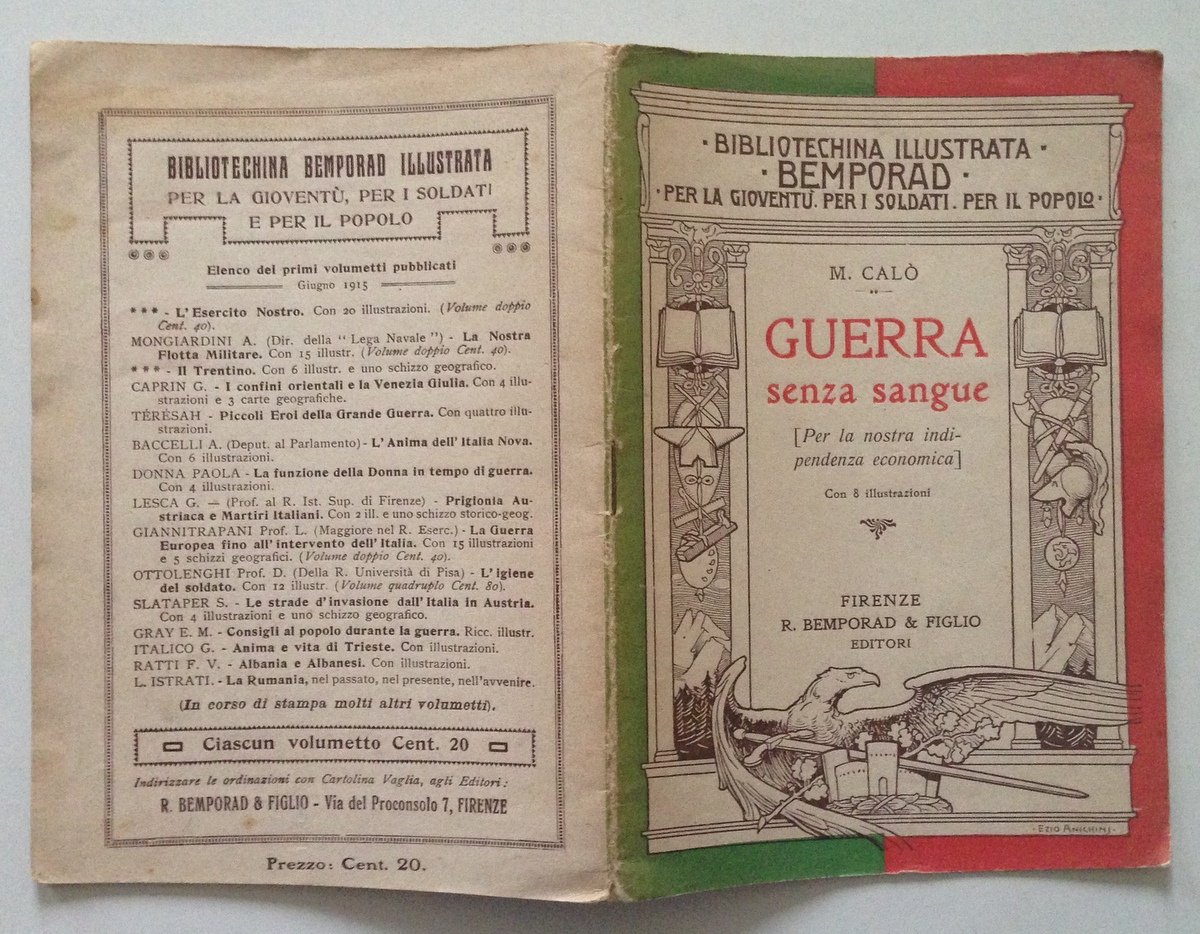 BIBLIOTECHINA BEMPORAD ILLUSTRATA
PER LA GIOVENTÙ, PER I SOLDATI
E PER IL POPOLO
Elenco dei primi volumetti pubblicati
Giugno 1915
* * * - L'Esercito Nostro. Con 20 illustrazioni. (Volume doppio
Cent. 40).
MONGIARDINI A. (Dir. della "Lega Navale") - La Nostra
Flotta Militare. Con 15 illustr. (Volume doppio Cent. 40).
* * * - Il Trentino. Con 6 illustr. e uno schizzo geografico.
CAPRIN G. - I confini orientali e la Venezia Giulia. Con 4 illu-
strazioni e 3 carte geografiche.
TÉRÉSAH - Piccoli Eroi della Grande Guerra. Con quattro illu-
strazioni.
BACCELLI A. (Deput. al Parlamento) - L'Anima dell'Italia Nova.
Con 6 illustrazioni.
DONNA PAOLA - La funzione della Donna in tempo di guerra.
Con 4 illustrazioni.
LESCA G. — (Prof. al R. Ist. Sup. di Firenze) - Prigionia Au-
striaca e Martiri Italiani. Con 2 ill. e uno schizzo storico-geog.
GIANNITRAPANI Prof. L. (Maggiore nel R. Eserc.) - La Guerra
Europea fino all'intervento dell'Italia. Con 15 illustrazioni
e 5 schizzi geografici. (Volume doppio Cent. 40).
OTTOLENGHI Prof. D. (Della R. Università di Pisa) - L'igiene
del soldato. Con 12 illustr. (Volume quadruplo Cent. 80).
SLATAPER S. - Le strade d'invasione dall'Italia in Austria.
Con 4 illustrazioni e uno schizzo geografico.
GRAY E. M. - Consigli al popolo durante la guerra. Ricc. illustr.
ITALICO G. - Anima e vita di Trieste. Con illustrazioni.
RATTI F. V. - Albania e Albanesi. Con illustrazioni.
L. ISTRATI. - La Rumania, nel passato, nel presente, nell'avvenire.
(In corso di stampa molti altri volumetti).
Ciascun volumetto Cent. 20
Indirizzare le ordinazioni con Cartolina Vaglia, agli Editori:
R. BEMPORAD & FIGLIO - Via del Proconsolo 7, FIRENZE
Prezzo: Cent. 20.
· BIBLIOTECHINA ILLUSTRATA ·
· BEMPORAD ·
· PER LA GIOVENTÙ. PER I SOLDATI. PER IL POPOLO ·
M. CALÒ
GUERRA
senza sangue
[Per la nostra indi-
pendenza economica]
Con 8 illustrazioni
FIRENZE
R. BEMPORAD & FIGLIO
EDITORI
· EZIO ANICHINI ·